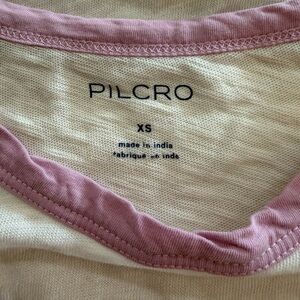 PILCRO
XS
made in india
fabriqué en inde